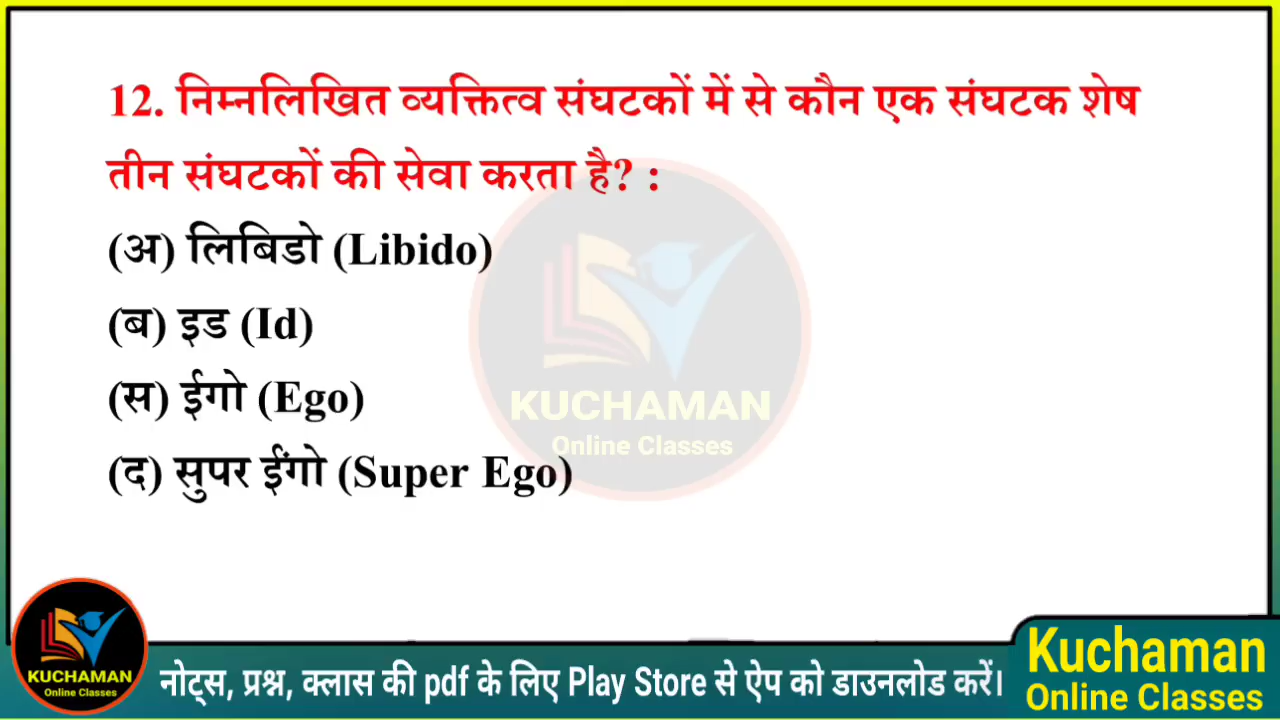 12. निम्नलिखित व्यक्तित्व संघटकों में से कौन एक संघटक शेष
तीन संघटकों की सेवा करता है? :
(अ) लिबिडो (Libido)
(ब) इड (Id)
(स) ईगो (Ego)
(द) सुपर ईंगो (Super Ego)
KUCHAMAN
Online Classes
KUCHAMAN
Online Classes
नोट्स, प्रश्न, क्लास की pdf के लिए Play Store से ऐप को डाउनलोड करें।
Kuchaman
Online Classes